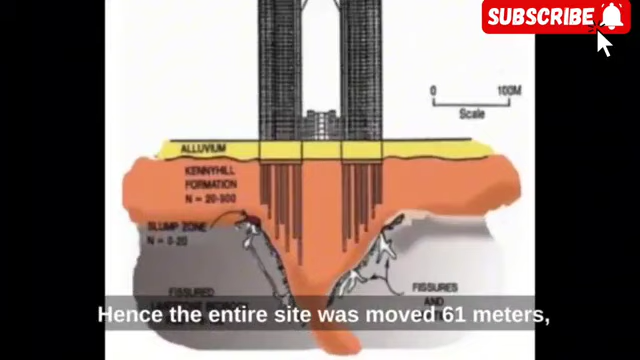 SUBSCRIBE
0 100M
Scale
ALLUVIUM
KENNYHILL
FORMATION
N = 20-300
SLUMP ZONE
N = 0-20
FISSURED
FISSURES
AND
Hence the entire site was moved 61 meters,